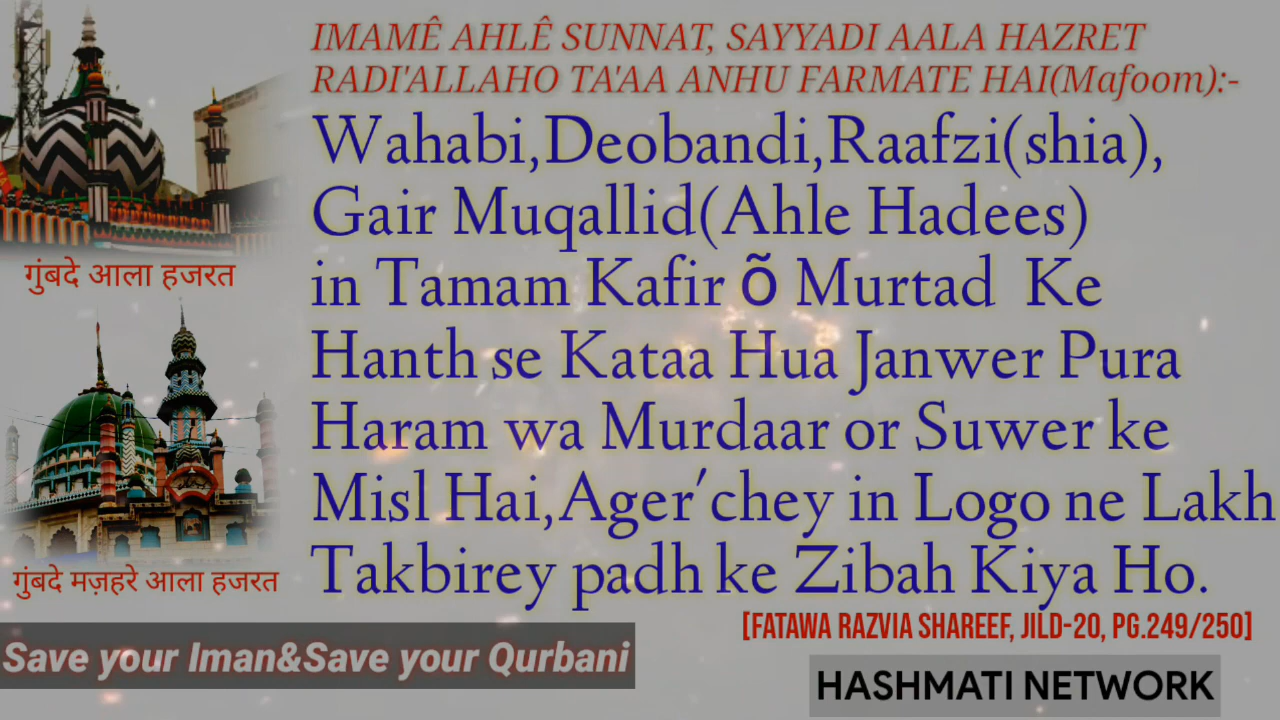 IMAMÊ AHLÊ SUNNAT, SAYYADI AALA HAZRET
RADI'ALLAHO TA'AA ANHU FARMATE HAI(Mafoom):-
Wahabi,Deobandi,Raafzi(shia),
Gair Muqallid(Ahle Hadees)
in Tamam Kafir õ Murtad Ke
Hanth se Kataa Hua Janwer Pura
Haram wa Murdaar or Suwer ke
Misl Hai,Ager'chey in Logo ne Lakh
Takbirey padh ke Zibah Kiya Ho.
[FATAWA RAZVIA SHAREEF, JILD-20, PG.249/250]
गुंबदे आला हजरत
गुंबदे मज़हरे आला हजरत
Save your Iman&Save your Qurbani
HASHMATI NETWORK